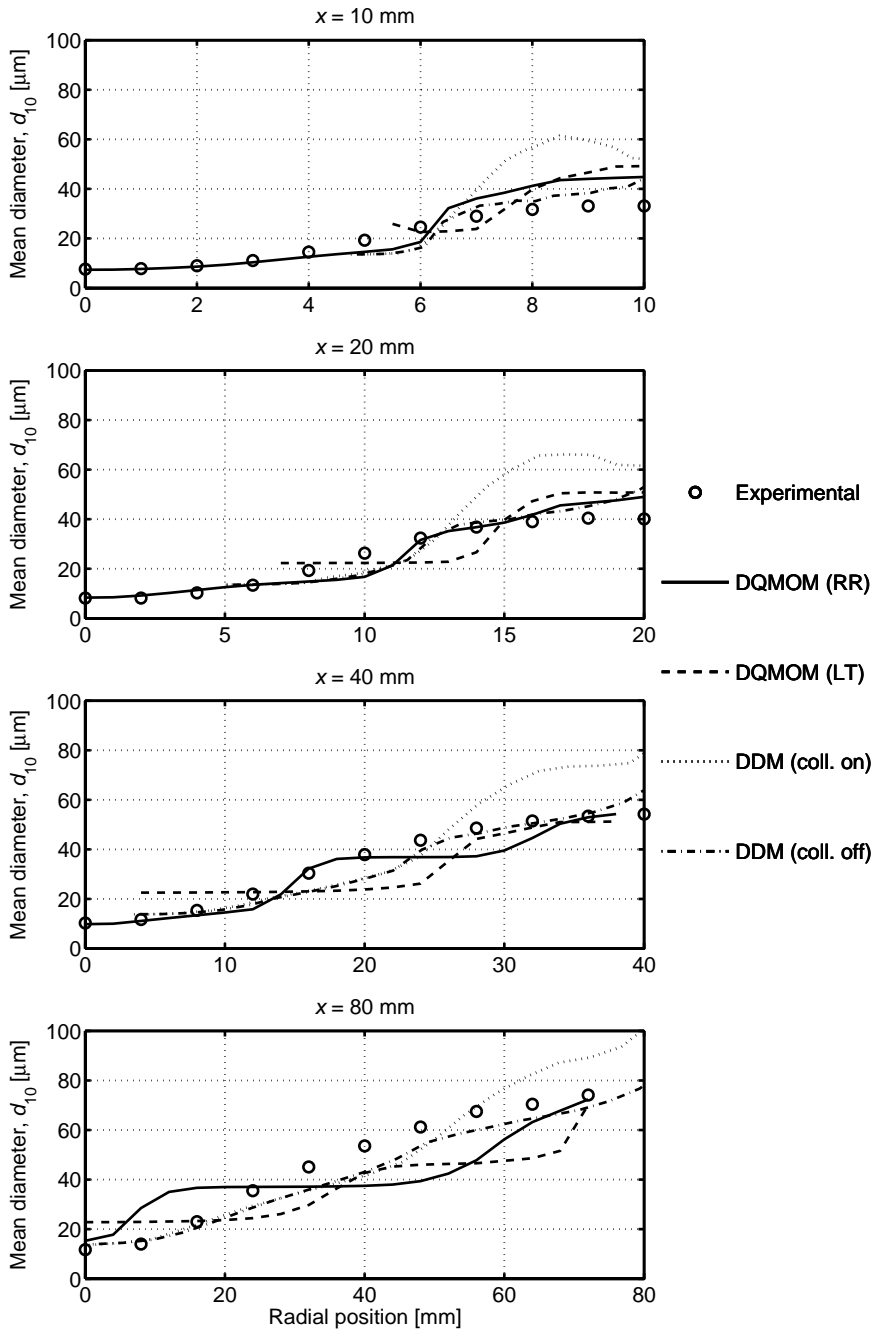 x = 10 mm
Mean diameter, d10 [µm]
100
80
60
40
20
0
0 2 4 6 8 10
x = 20 mm
Mean diameter, d10 [µm]
100
80
60
40
20
0
0 5 10 15 20
Experimental
DQMOM (RR)
DQMOM (LT)
DDM (coll. on)
DDM (coll. off)
x = 40 mm
Mean diameter, d10 [µm]
100
80
60
40
20
0
0 10 20 30 40
x = 80 mm
Mean diameter, d10 [µm]
100
80
60
40
20
0
0 20 40 60 80
Radial position [mm]